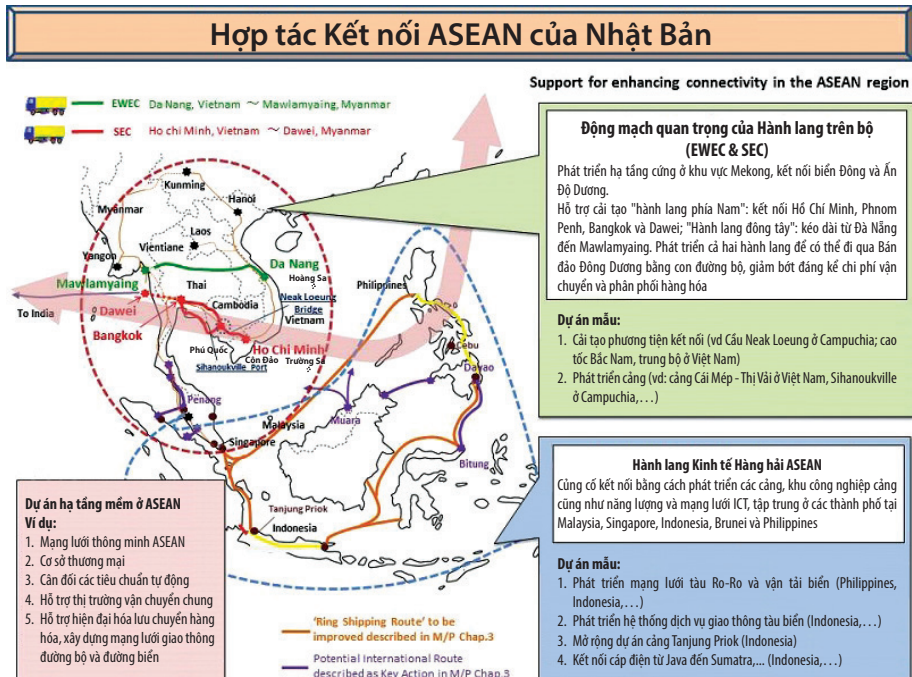 Hợp tác Kết nối ASEAN của Nhật Bản
Support for enhancing connectivity in the ASEAN region
EWEC Da Nang, Vietnam ～ Mawlamyaing, Myanmar
SEC Ho chi Minh, Vietnam ～ Dawei, Myanmar
Động mạch quan trọng của Hành lang trên bộ
(EWEC & SEC)
Phát triển hạ tầng cứng ở khu vực Mekong, kết nối biển Đông và Ấn
Độ Dương.
Hỗ trợ cải tạo "hành lang phía Nam": kết nối Hồ Chí Minh, Phnom
Penh, Bangkok và Dawei; "Hành lang đông tây": kéo dài từ Đà Nẵng
đến Mawlamyaing. Phát triển cả hai hành lang để có thể đi qua Bán
đảo Đông Dương bằng con đường bộ, giảm bớt đáng kể chi phí vận
chuyển và phân phối hàng hóa
Dự án mẫu:
1. Cải tạo phương tiện kết nối (vd Cầu Neak Loeung ở Campuchia; cao
tốc Bắc Nam, trung bộ ở Việt Nam)
2. Phát triển cảng (vd: cảng Cái Mép - Thị Vải ở Việt Nam, Sihanoukville
ở Campuchia,…)
Kunming
Hanoi
Myanmar
Laos
Vientiane
Yangon
Da Nang
Hoàng Sa
Mawlamyaing
Thai
Philippines
Neak Loeung
Bridge
Cambodia
Vietnam
To India
Dawei
Bangkok
Ho Chi Minh
Phú Quốc
Côn Đảo
Trường Sa
Sihanoukville Port
Cebu
Davao
Penang
Muara
Malaysia
Singapore
Bitung
Tanjung Priok
Indonesia
Hành lang Kinh tế Hàng hải ASEAN
Củng cố kết nối bằng cách phát triển các cảng, khu công nghiệp cảng
cũng như năng lượng và mạng lưới ICT, tập trung ở các thành phố tại
Malaysia, Singapore, Indonesia, Brunei và Philippines
Dự án mẫu:
1. Phát triển mạng lưới tàu Ro-Ro và vận tải biển (Philippines,
Indonesia,…)
2. Phát triển hệ thống dịch vụ giao thông tàu biển (Indonesia,…)
3. Mở rộng dự án cảng Tanjung Priok (Indonesia)
4. Kết nối cáp điện từ Java đến Sumatra,... (Indonesia,…)
Dự án hạ tầng mềm ở ASEAN
Ví dụ:
1. Mạng lưới thông minh ASEAN
2. Cơ sở thương mại
3. Cân đối các tiêu chuẩn tự động
4. Hỗ trợ thị trường vận chuyển chung
5. Hỗ trợ hiện đại hóa lưu chuyển hàng
hóa, xây dựng mạng lưới giao thông
đường bộ và đường biển
'Ring Shipping Route' to be
improved described in M/P Chap.3
Potential International Route
described as Key Action in M/P Chap.3